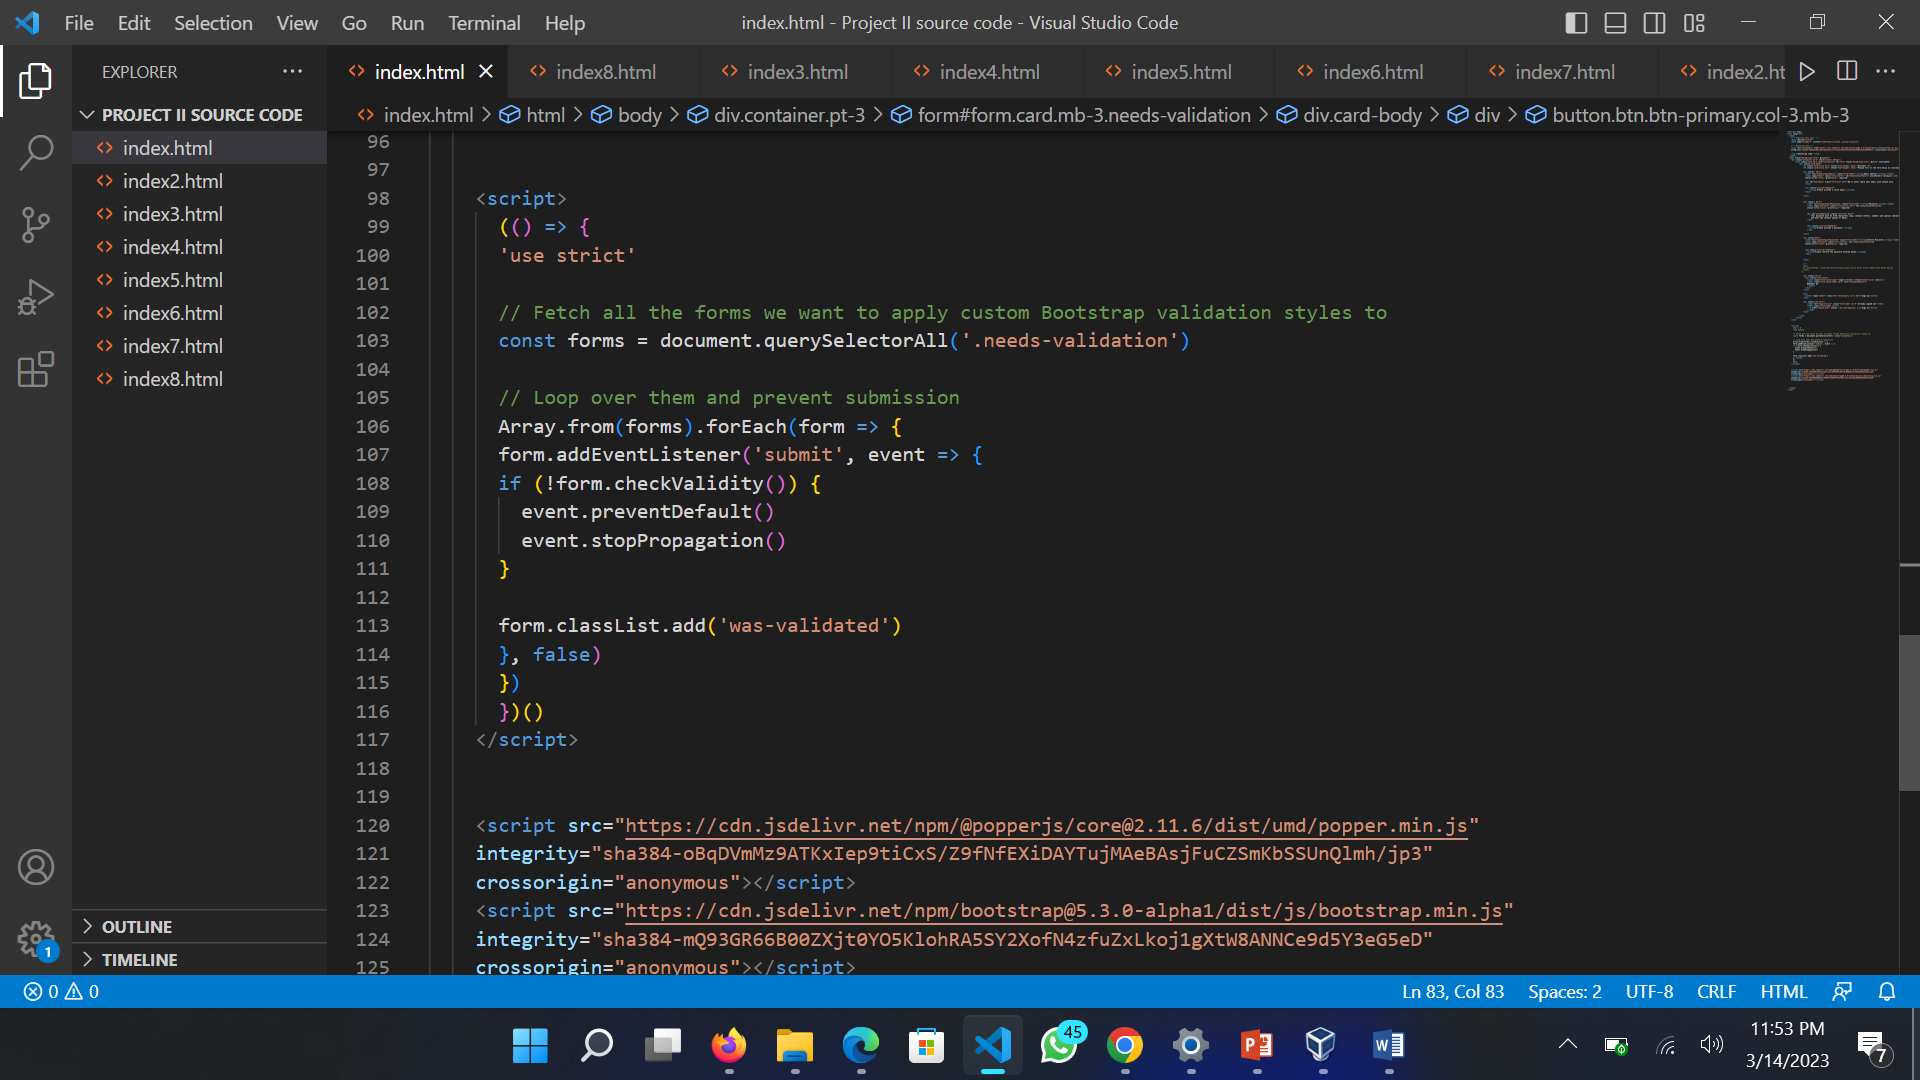 File Edit Selection View Go Run Terminal Help
index.html - Project II source code - Visual Studio Code
EXPLORER
PROJECT II SOURCE CODE
index.html
index2.html
index3.html
index4.html
index5.html
index6.html
index7.html
index8.html
OUTLINE
TIMELINE
index.html index8.html index3.html index4.html index5.html index6.html index7.html index2.ht
index.html > html > body > div.container.pt-3 > form#form.card.mb-3.needs-validation > div.card-body > div > button.btn.btn-primary.col-3.mb-3
96
97
98 <script>
99 (() => {
100 'use strict'
101
102 // Fetch all the forms we want to apply custom Bootstrap validation styles to
103 const forms = document.querySelectorAll('.needs-validation')
104
105 // Loop over them and prevent submission
106 Array.from(forms).forEach(form => {
107 form.addEventListener('submit', event => {
108 if (!form.checkValidity()) {
109 event.preventDefault()
110 event.stopPropagation()
111 }
112
113 form.classList.add('was-validated')
114 }, false)
115 })
116 })()
117 </script>
118
119
120 <script src="https://cdn.jsdelivr.net/npm/@popperjs/core@2.11.6/dist/umd/popper.min.js"
121 integrity="sha384-oBqDVmMz9ATKxIep9tiCxS/Z9fNfEXiDAYTujMAeBAsjFuCZSmKbSSUnQlmh/jp3"
122 crossorigin="anonymous"></script>
123 <script src="https://cdn.jsdelivr.net/npm/bootstrap@5.3.0-alpha1/dist/js/bootstrap.min.js"
124 integrity="sha384-mQ93GR66B00ZXjt0YO5KlohRA5SY2XofN4zfuZxLkoj1gXtW8ANNCe9d5Y3eG5eD"
125 crossorigin="anonymous"></script>
1
0 0
Ln 83, Col 83 Spaces: 2 UTF-8 CRLF HTML
45
11:53 PM
3/14/2023
7